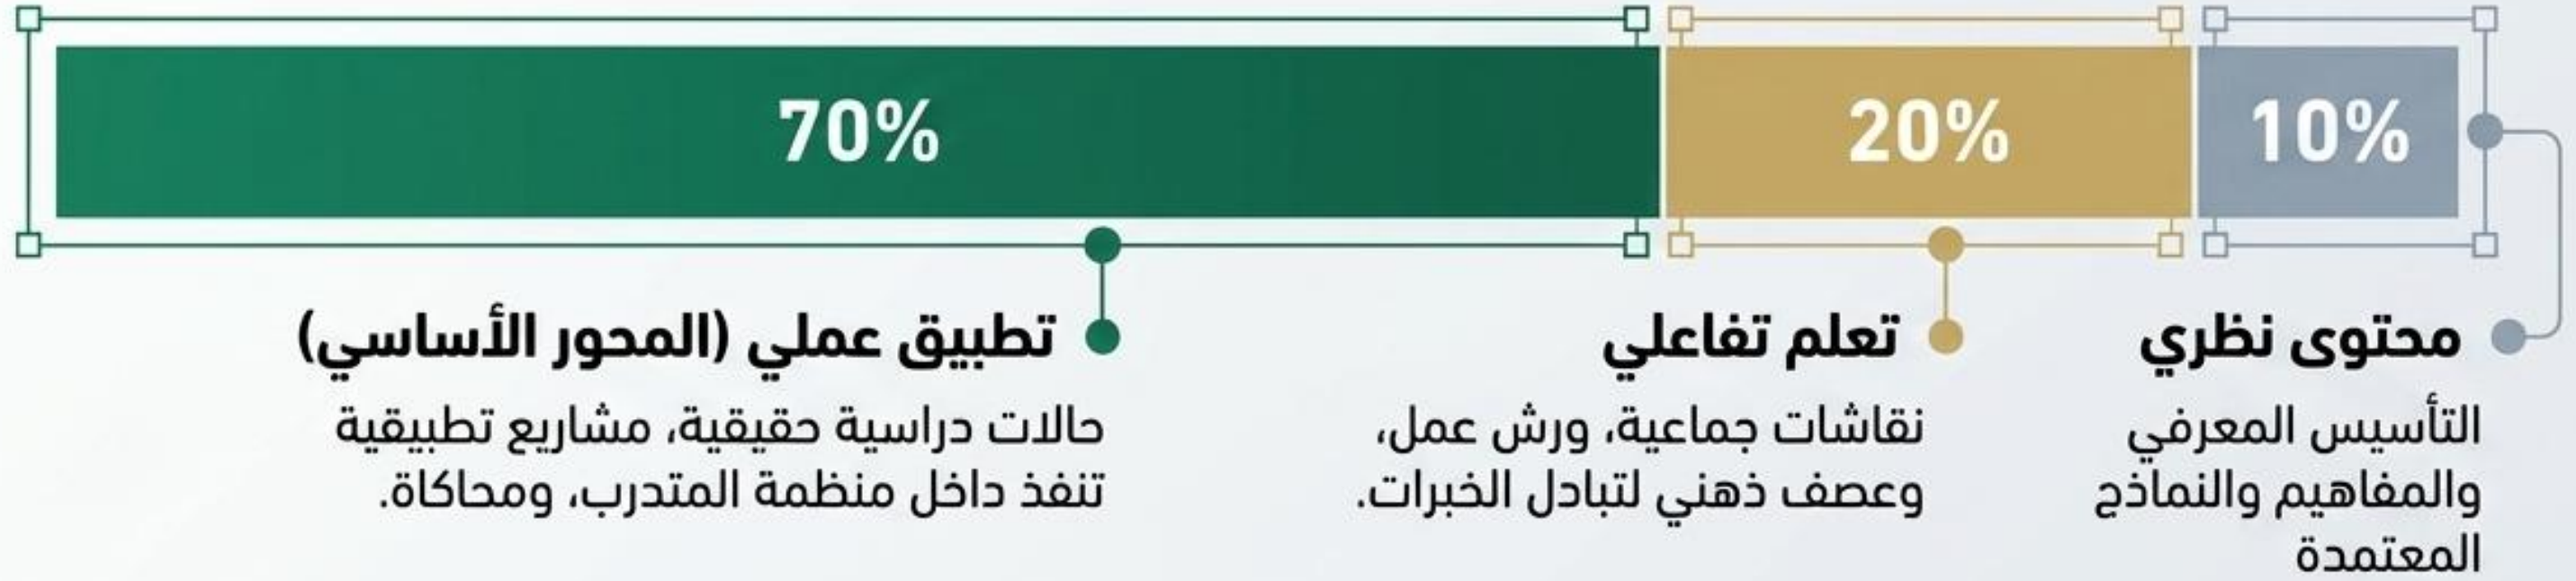 10%
20%
70%
محتوى نظري
التأسيس المعرفي
والمفاهيم والنماذج
المعتمدة
تعلم تفاعلي
نقاشات جماعية، ورش عمل،
وعصف ذهني لتبادل الخبرات.
تطبيق عملي (المحور الأساسي)
حالات دراسية حقيقية، مشاريع تطبيقية
تنفذ داخل منظمة المتدرب، ومحاكاة.